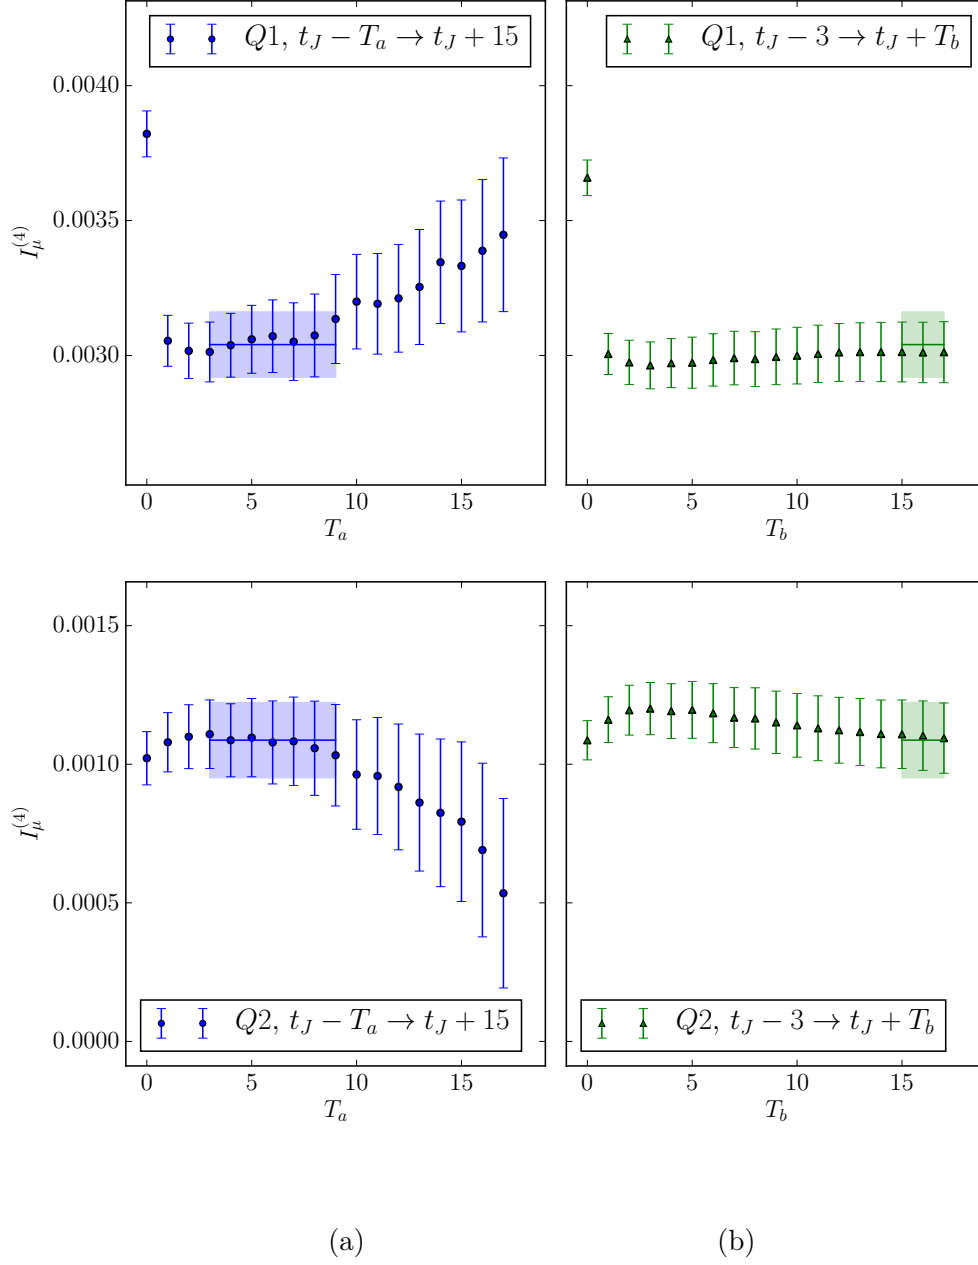 Q1, t_J − T_a → t_J + 15
Q1, t_J − 3 → t_J + T_b
0.0040
0.0035
0.0030
I_μ^(4)
0 5 10 15
T_a
0 5 10 15
T_b
0.0015
0.0010
0.0005
0.0000
I_μ^(4)
Q2, t_J − T_a → t_J + 15
Q2, t_J − 3 → t_J + T_b
0 5 10 15
T_a
0 5 10 15
T_b
(a)
(b)